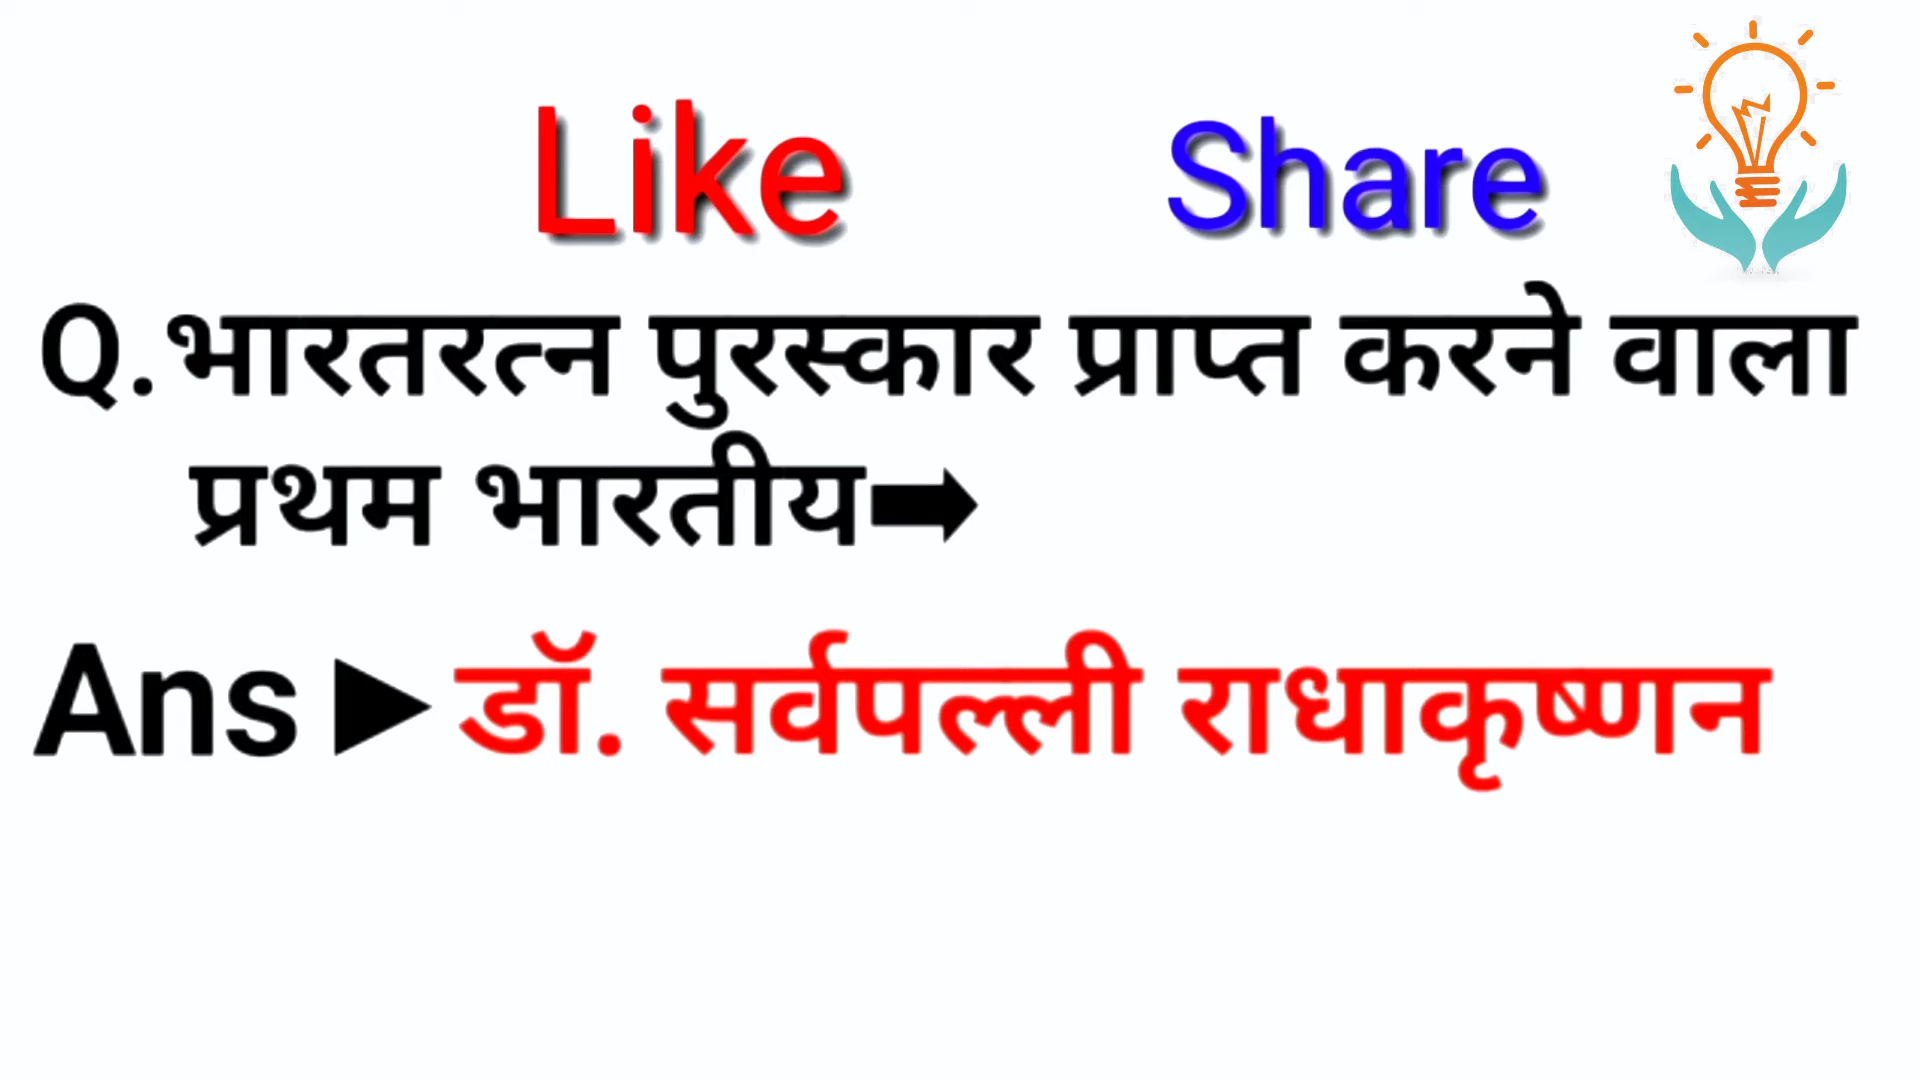 Like Share
Q.भारतरत्न पुरस्कार प्राप्त करने वाला
प्रथम भारतीय➡
Ans►डॉ. सर्वपल्ली राधाकृष्णन